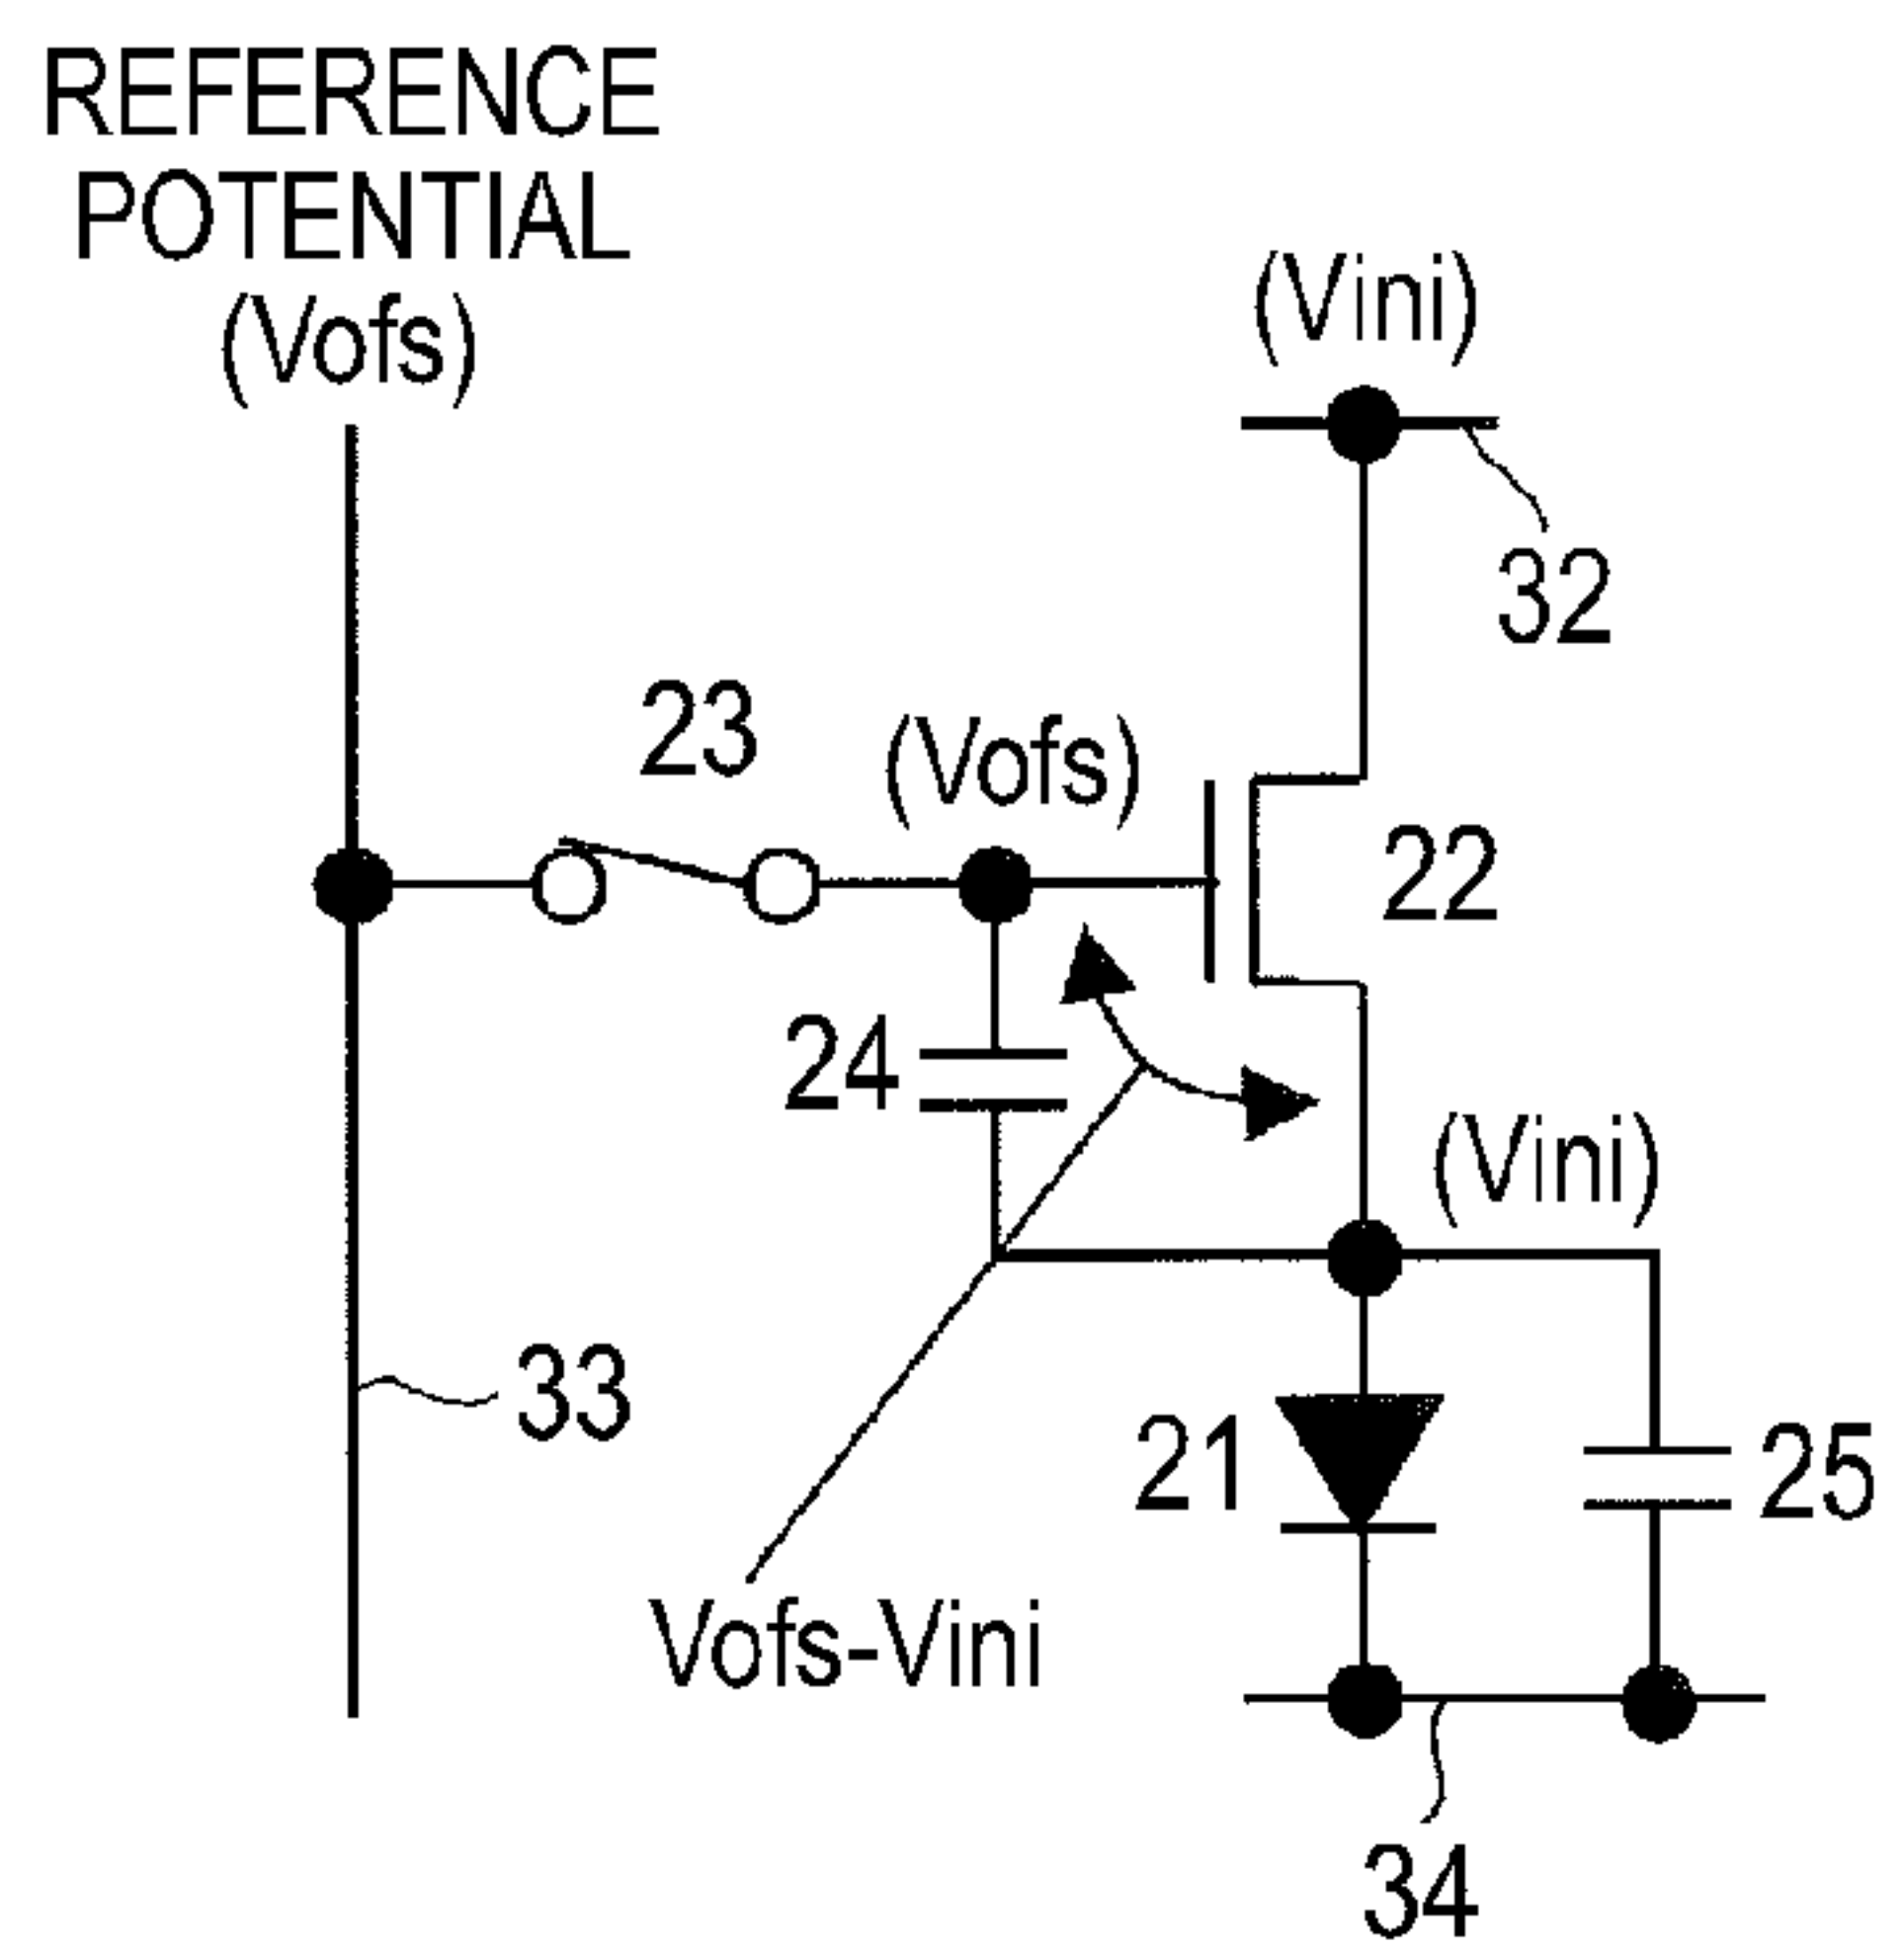 REFERENCE
POTENTIAL
(Vofs)
(Vini)
32
23
(Vofs)
22
24
(Vini)
33
21
25
Vofs-Vini
34